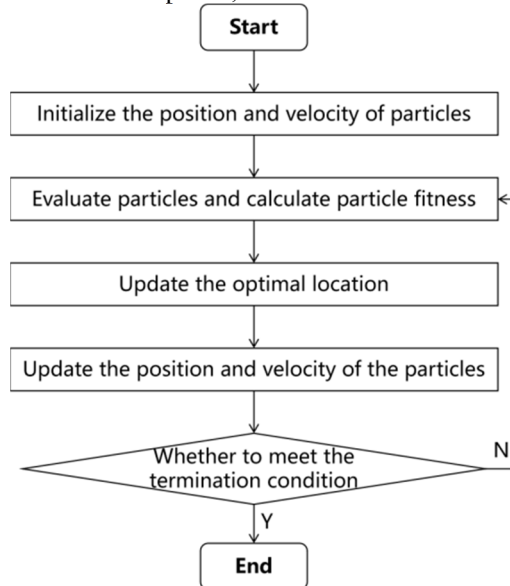 Start
Initialize the position and velocity of particles
Evaluate particles and calculate particle fitness
Update the optimal location
Update the position and velocity of the particles
Whether to meet the
termination condition
N
Y
End